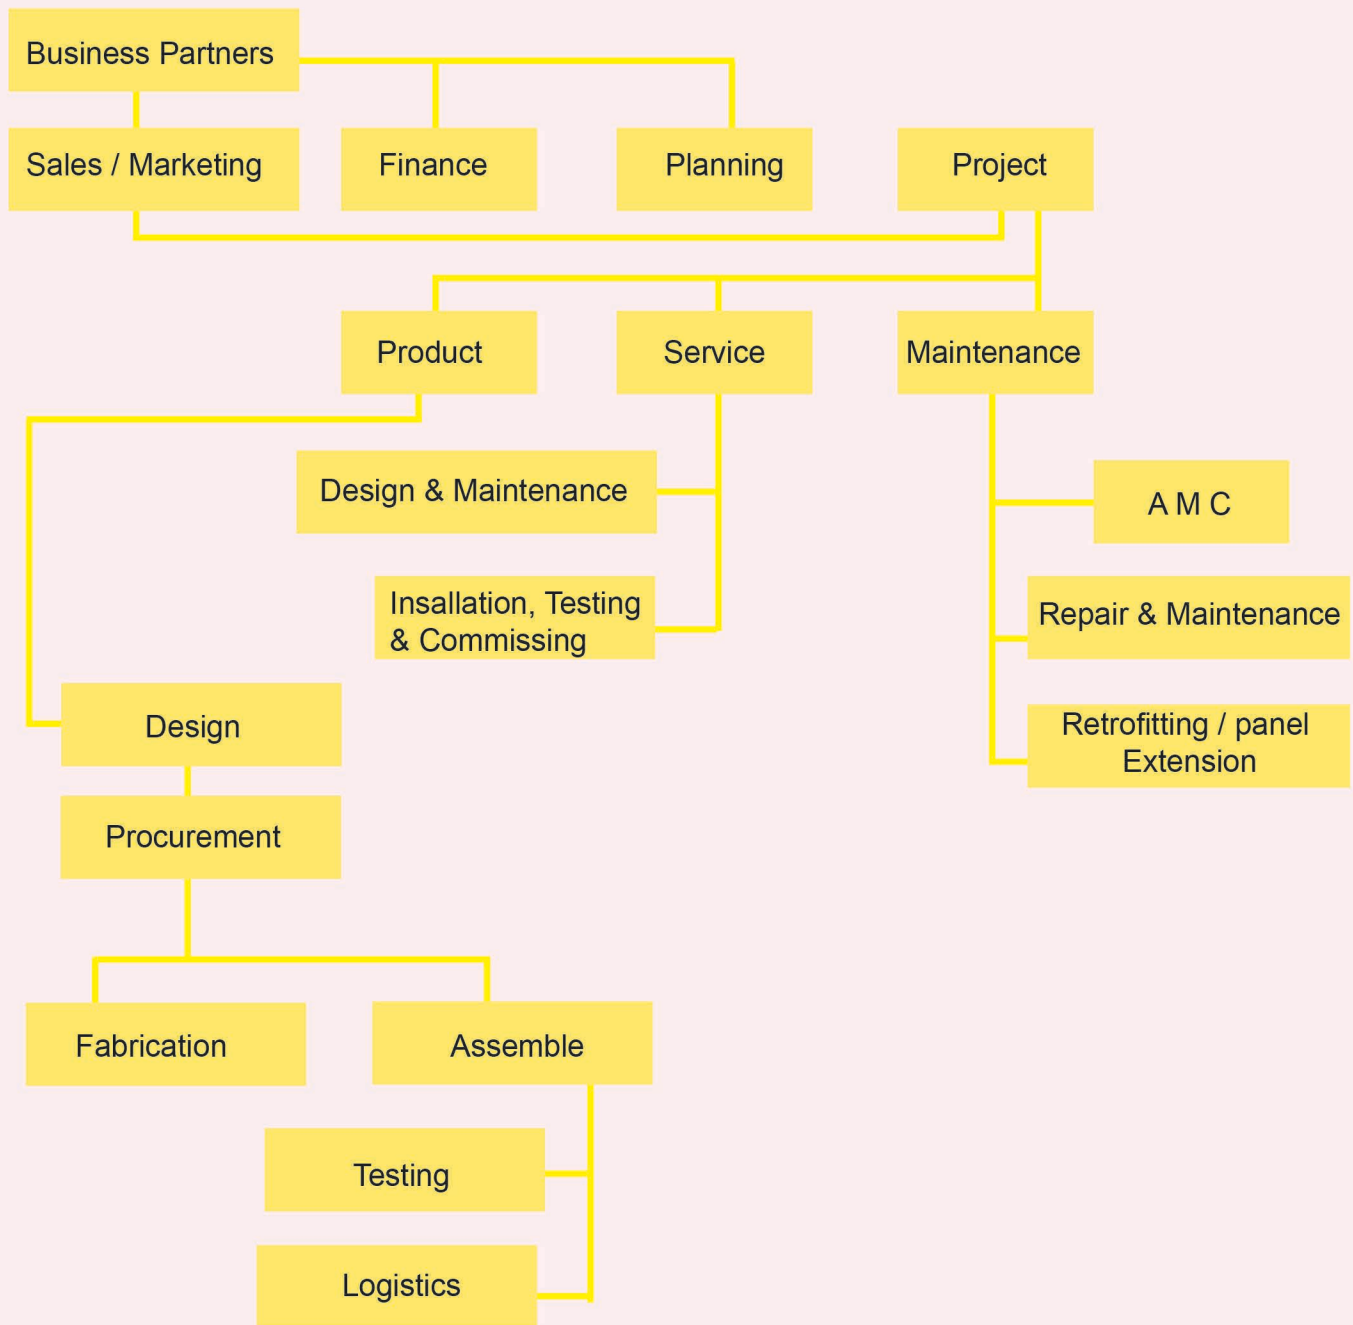 Business Partners
Sales / Marketing
Finance
Planning
Project
Product
Service
Maintenance
Design & Maintenance
A M C
Insallation, Testing
& Commissing
Repair & Maintenance
Retrofitting / panel
Extension
Design
Procurement
Fabrication
Assemble
Testing
Logistics